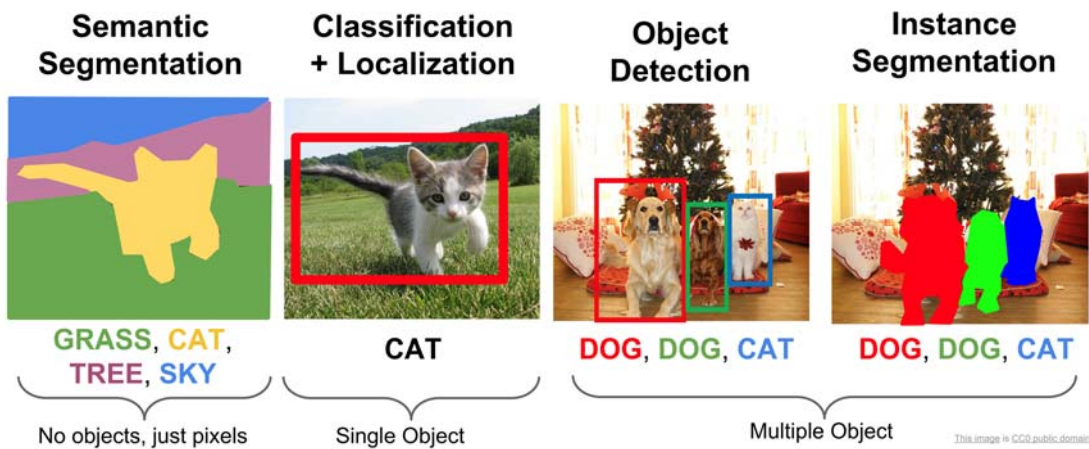 Semantic
Segmentation
Classification
+ Localization
Object
Detection
Instance
Segmentation
GRASS, CAT,
TREE, SKY
CAT
DOG, DOG, CAT
DOG, DOG, CAT
No objects, just pixels
Single Object
Multiple Object
This image is CC0 public domain